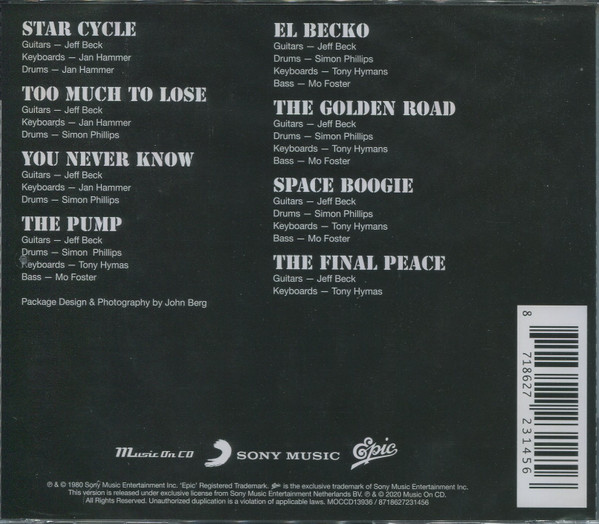 STAR CYCLE
Guitars — Jeff Beck
Keyboards — Jan Hammer
Drums — Jan Hammer
TOO MUCH TO LOSE
Guitars — Jeff Beck
Keyboards — Jan Hammer
Drums — Simon Phillips
YOU NEVER KNOW
Guitars — Jeff Beck
Keyboards — Jan Hammer
Drums — Simon Phillips
THE PUMP
Guitars — Jeff Beck
Drums — Simon Phillips
Keyboards — Tony Hymas
Bass — Mo Foster
Package Design & Photography by John Berg
EL BECKO
Guitars — Jeff Beck
Drums — Simon Phillips
Keyboards — Tony Hymans
Bass — Mo Foster
THE GOLDEN ROAD
Guitars — Jeff Beck
Drums — Simon Phillips
Keyboards — Tony Hymans
Bass — Mo Foster
SPACE BOOGIE
Guitars — Jeff Beck
Drums — Simon Phillips
Keyboards — Tony Hymans
Bass — Mo Foster
THE FINAL PEACE
Guitars — Jeff Beck
Keyboards — Tony Hymas
8 718627 231456
Music On CD
SONY MUSIC
Epic
℗ & © 1980 Sony Music Entertainment Inc. 'Epic' Registered Trademark. Epic is the exclusive trademark of Sony Music Entertainment Inc.
This version is released under exclusive license from Sony Music Entertainment Netherlands BV. ℗ & © 2020 Music On CD.
All Rights Reserved. Unauthorized duplication is a violation of applicable laws. MOCCD13936 / 8718627231456